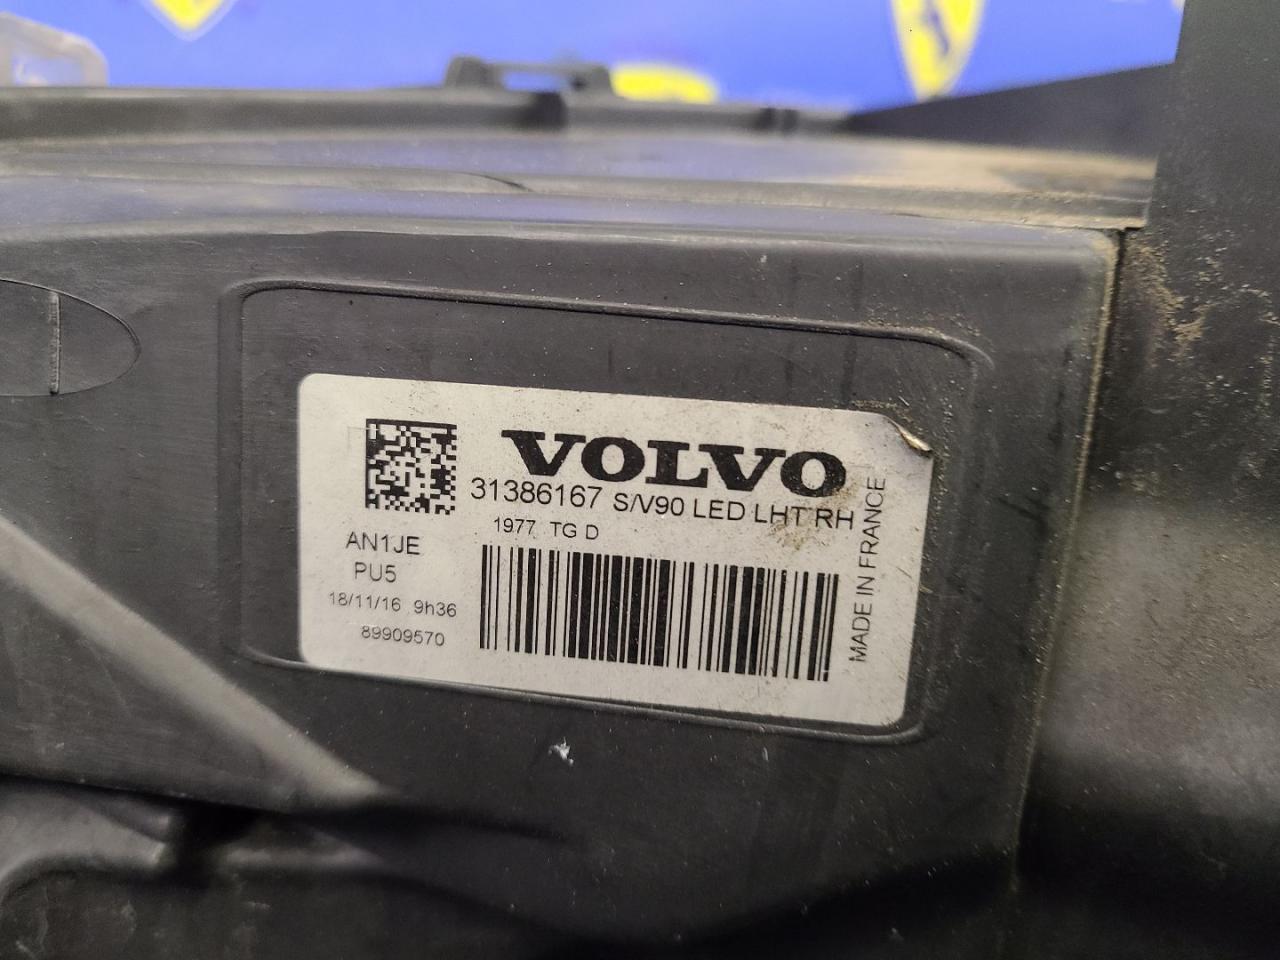 VOLVO
31386167 S/V90 LED LHT RH
1977 TG D
AN1JE
PU5
18/11/16 9h36
89909570
MADE IN FRANCE